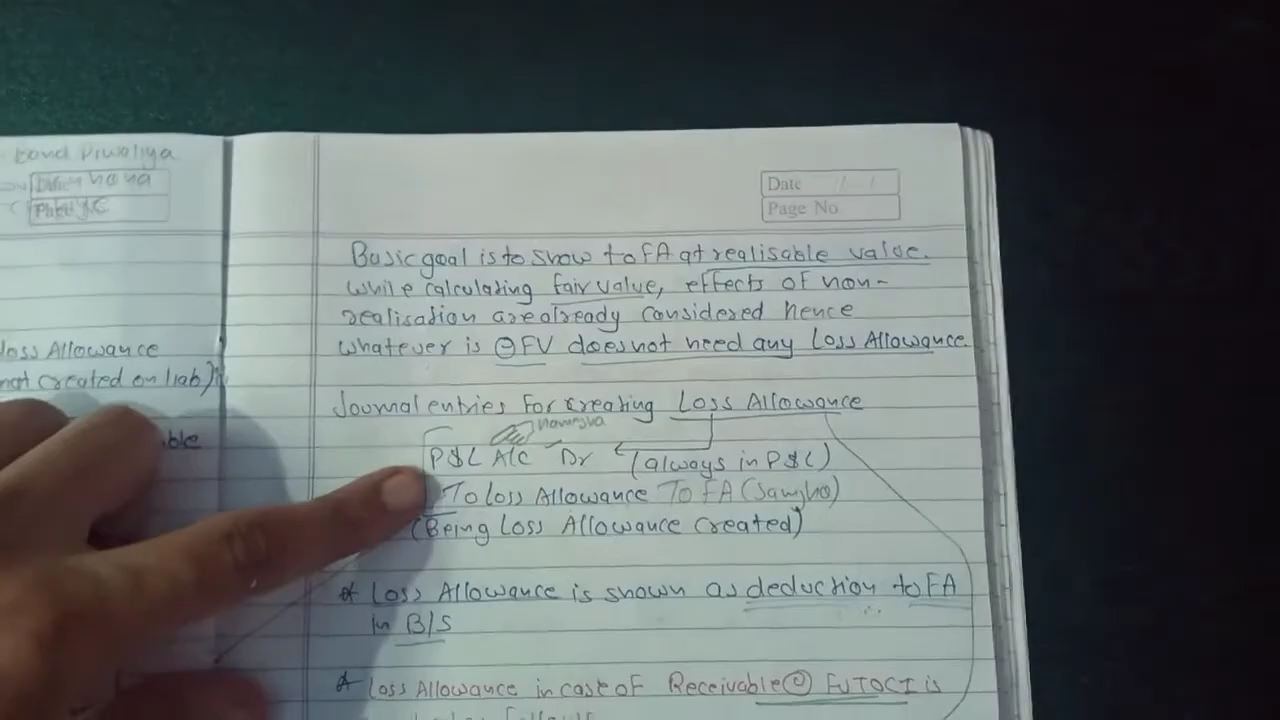 Date
Page No
Basic goal is to show to FA at realisable value.
while calculating fair value, effects of non-
realisation are already considered hence
whatever is @FV does not need any Loss Allowance
loss Allowance
not created on liab)
Journal entries for creating Loss Allowance
P&L A/c Dr (always in P&L)
To loss Allowance To FA
(Being Loss Allowance created)
* Loss Allowance is shown as deduction to FA
in B/S
* Loss Allowance in case of Receivable @ FVTOCI is